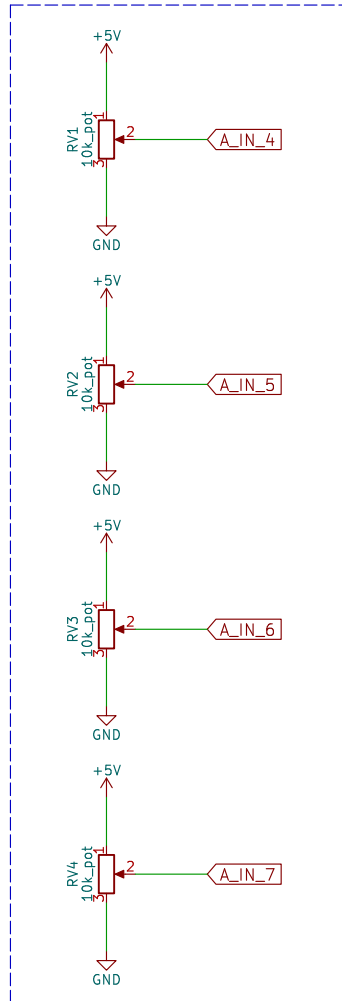 +5V
RV1
10k_pot
1
2
3
A_IN_4
GND
+5V
RV2
10k_pot
1
2
3
A_IN_5
GND
+5V
RV3
10k_pot
1
2
3
A_IN_6
GND
+5V
RV4
10k_pot
1
2
3
A_IN_7
GND